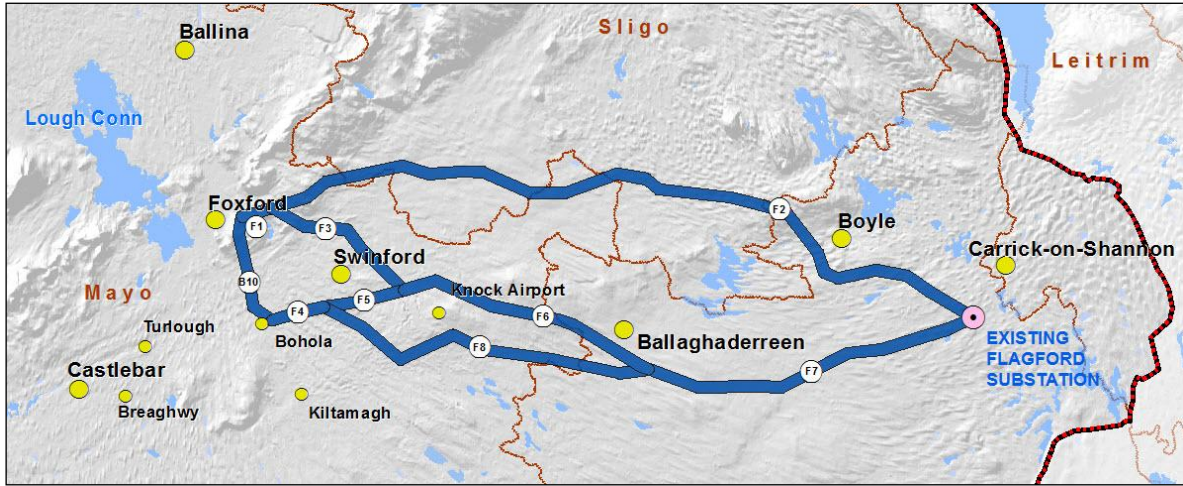 Ballina
Sligo
Leitrim
Lough Conn
Foxford
F1
F3
F2
Boyle
Carrick-on-Shannon
Swinford
Mayo
B10
F5
Knock Airport
F4
F6
Turlough
Bohola
Ballaghaderreen
EXISTING
FLAGFORD
SUBSTATION
F8
F7
Castlebar
Breaghwy
Kiltamagh